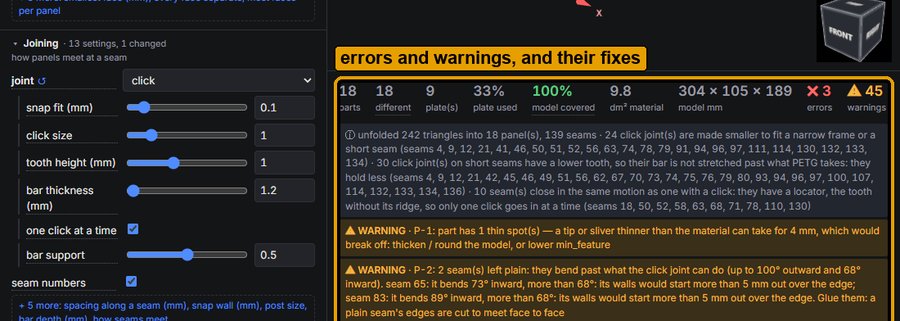 per panel
Joining · 13 settings, 1 changed
how panels meet at a seam
joint click
snap fit (mm) 0.1
click size 1
tooth height (mm) 1
bar thickness (mm) 1.2
one click at a time
bar support 0.5
seam numbers
+ 5 more: spacing along a seam (mm), snap wall (mm), post size,
X
FRONT
errors and warnings, and their fixes
18 parts
18 different
9 plate(s)
33% plate used
100% model covered
9.8 dm² material
304 × 105 × 189 model mm
3 errors
45 warnings
unfolded 242 triangles into 18 panel(s), 139 seams · 24 click joint(s) are made smaller to fit a narrow frame or a
short seam (seams 4, 9, 12, 21, 41, 46, 50, 51, 52, 56, 63, 74, 78, 79, 91, 94, 96, 97, 111, 114, 130, 132, 133,
134) · 30 click joint(s) on short seams have a lower tooth, so their bar is not stretched past what PETG takes: they
hold less (seams 4, 9, 12, 21, 42, 45, 46, 49, 51, 56, 62, 67, 70, 73, 74, 75, 76, 79, 80, 93, 94, 96, 97, 100, 107,
114, 132, 133, 134, 136) · 10 seam(s) close in the same motion as one with a click: they have a locator, the tooth
without its ridge, so only one click goes in at a time (seams 18, 50, 52, 58, 63, 68, 71, 78, 110, 130)
WARNING · P-1: part has 1 thin spot(s) — a tip or sliver thinner than the material can take for 4 mm, which would
break off: thicken / round the model, or lower min_feature
WARNING · P-2: 2 seam(s) left plain: they bend past what the click joint can do (up to 100° outward and 68°
inward). seam 65: it bends 73° inward, more than 68°: its walls would start more than 5 mm out over the edge;
seam 83: it bends 89° inward, more than 68°: its walls would start more than 5 mm out over the edge. Glue them: a
plain seam's edges are cut to meet face to face